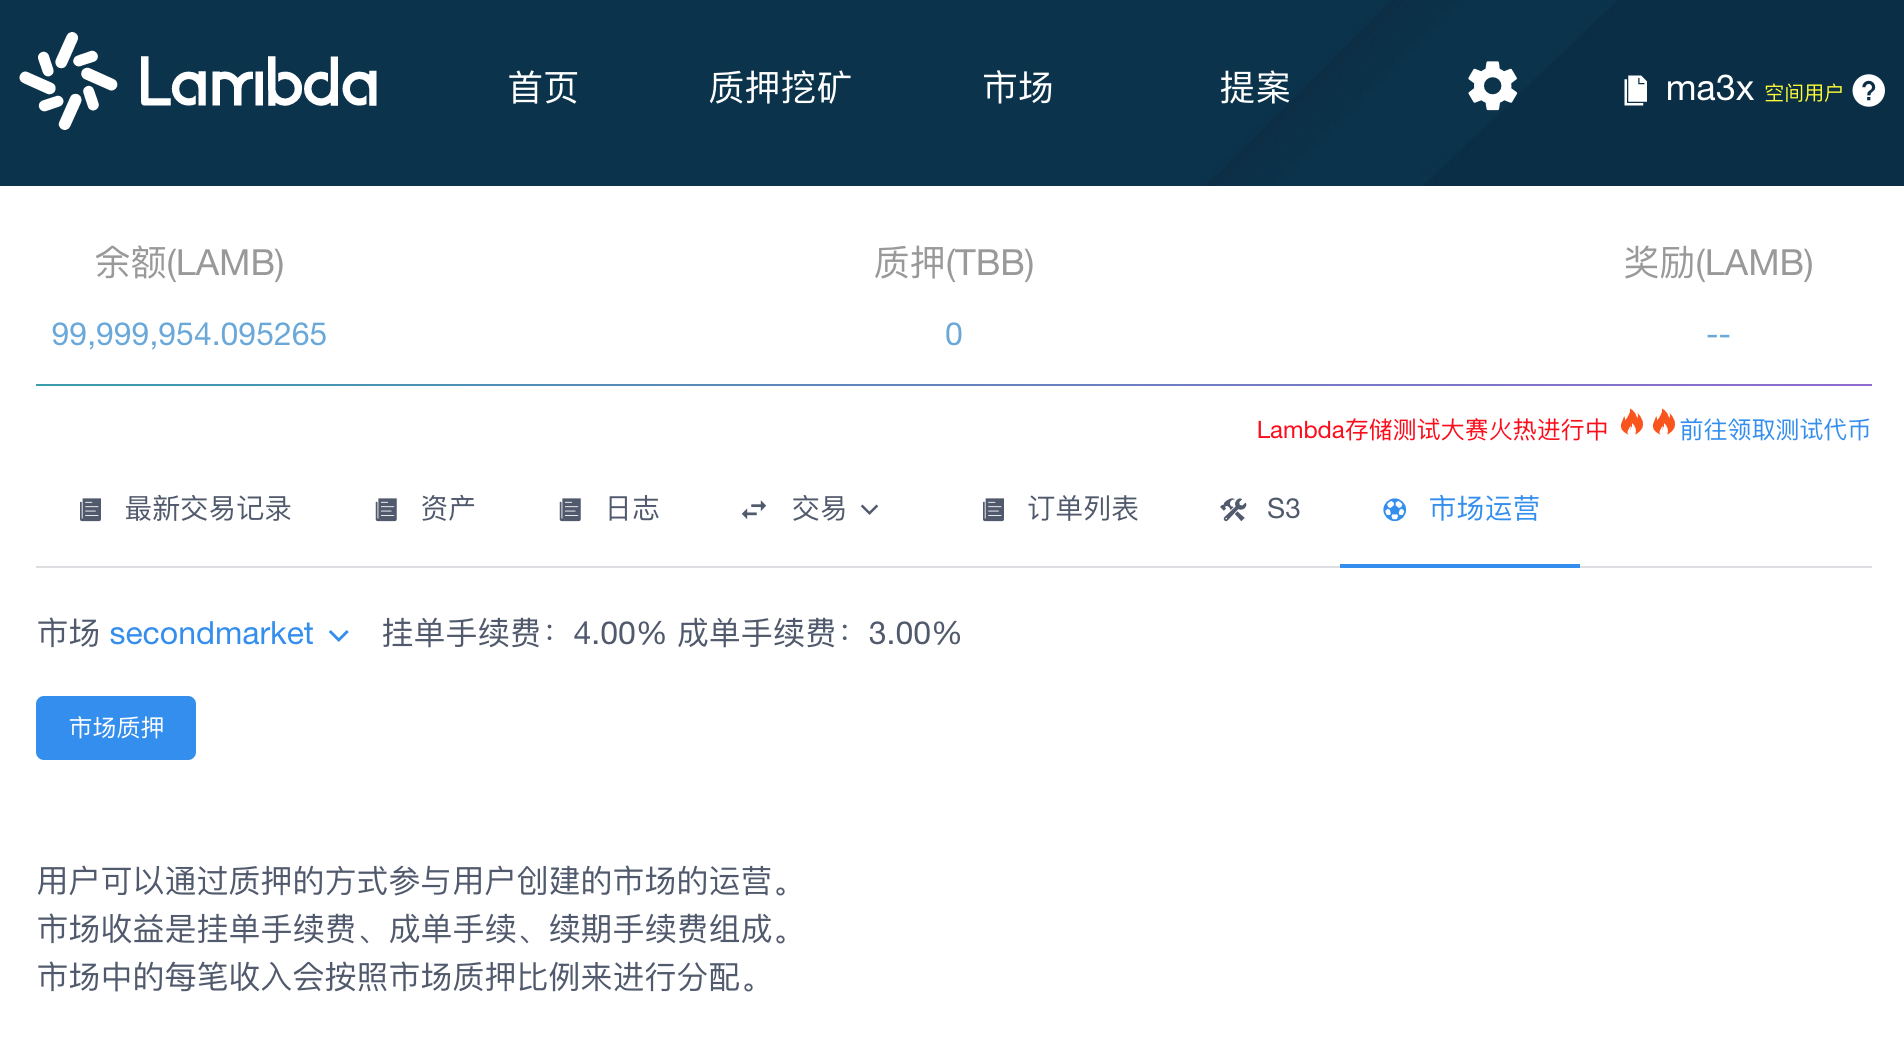 Lambda 首页 质押挖矿 市场 提案 ma3x 空间用户
余额(LAMB) 质押(TBB) 奖励(LAMB)
99,999,954.095265 0 --
Lambda存储测试大赛火热进行中 前往领取测试代币
最新交易记录 资产 日志 交易 订单列表 S3 市场运营
市场 secondmarket 挂单手续费：4.00% 成单手续费：3.00%
市场质押
用户可以通过质押的方式参与用户创建的市场的运营。
市场收益是挂单手续费、成单手续、续期手续费组成。
市场中的每笔收入会按照市场质押比例来进行分配。